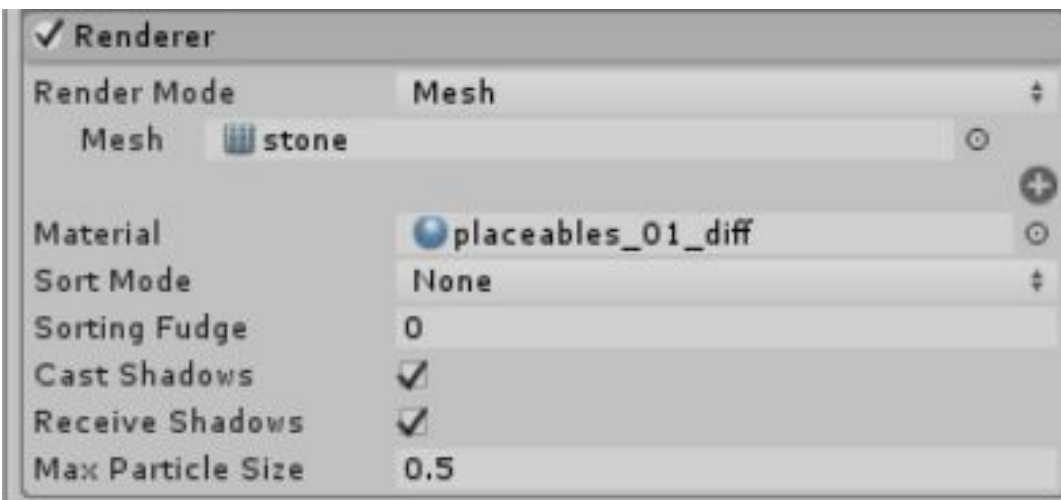 Renderer
Render Mode Mesh
Mesh stone
Material placeables_01_diff
Sort Mode None
Sorting Fudge 0
Cast Shadows
Receive Shadows
Max Particle Size 0.5